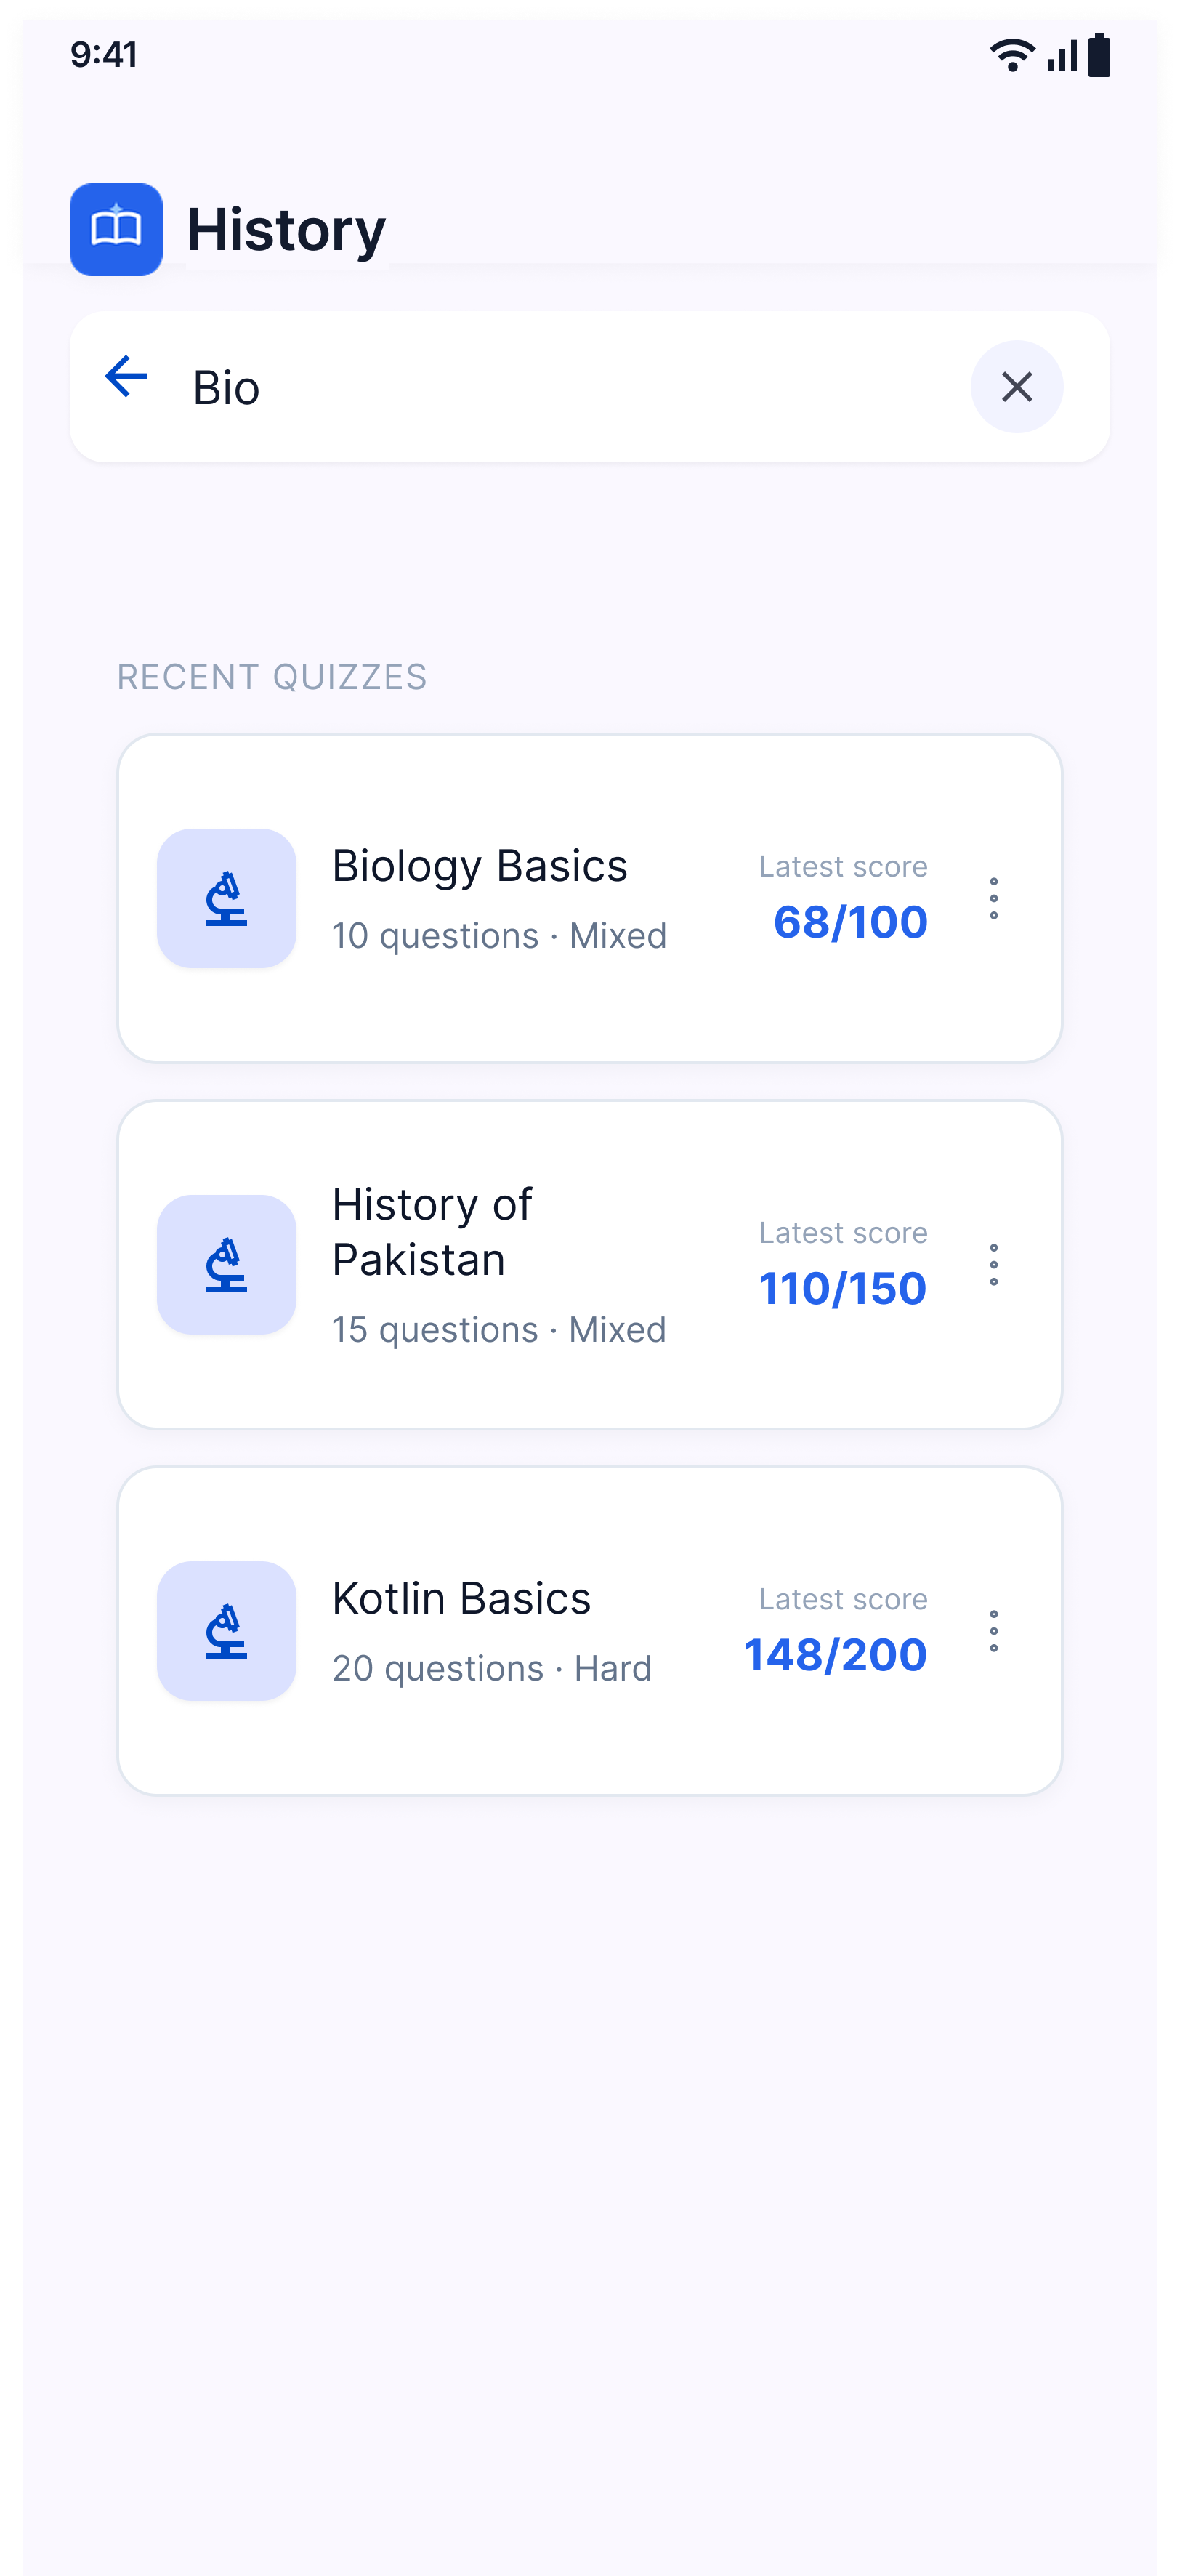 9:41
History
Bio
RECENT QUIZZES
Biology Basics
10 questions · Mixed
Latest score
68/100
History of
Pakistan
15 questions · Mixed
Latest score
110/150
Kotlin Basics
20 questions · Hard
Latest score
148/200